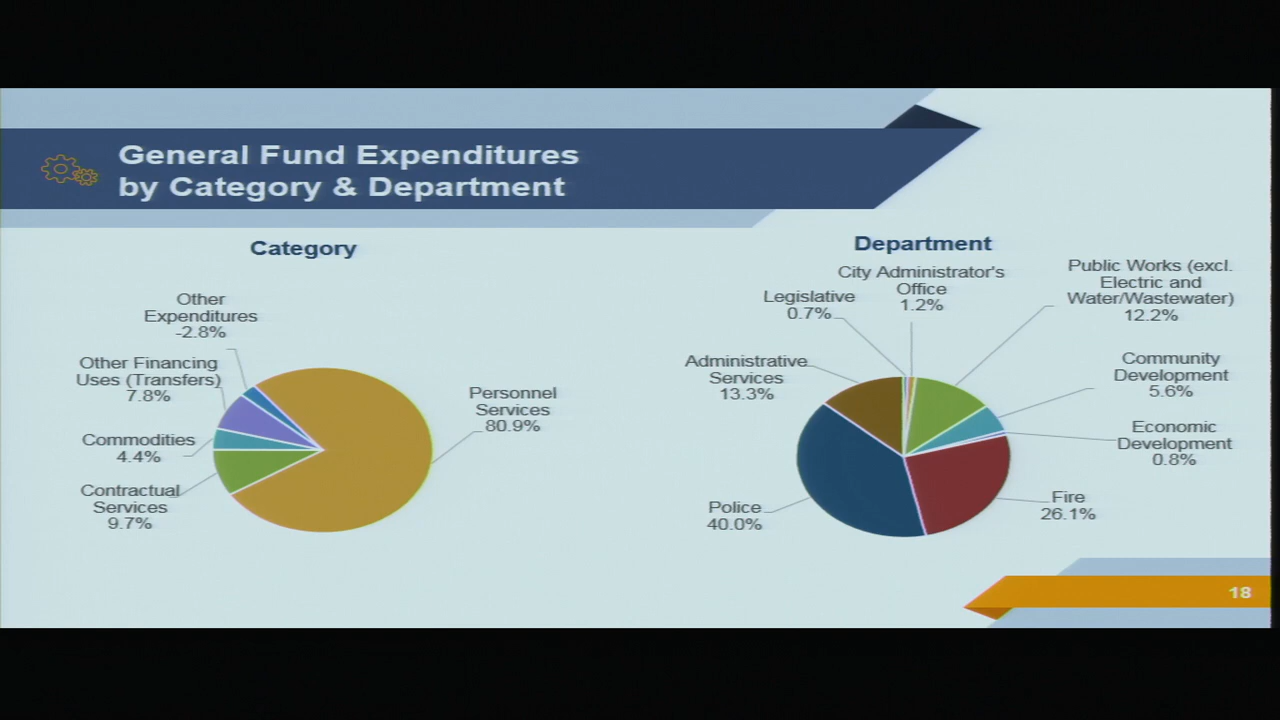 General Fund Expenditures
by Category & Department
Category
Other
Expenditures
-2.8%
Other Financing
Uses (Transfers)
7.8%
Commodities
4.4%
Contractual
Services
9.7%
Personnel
Services
80.9%
Department
City Administrator's
Office
1.2%
Legislative
0.7%
Public Works (excl.
Electric and
Water/Wastewater)
12.2%
Administrative
Services
13.3%
Community
Development
5.6%
Economic
Development
0.8%
Police
40.0%
Fire
26.1%
18